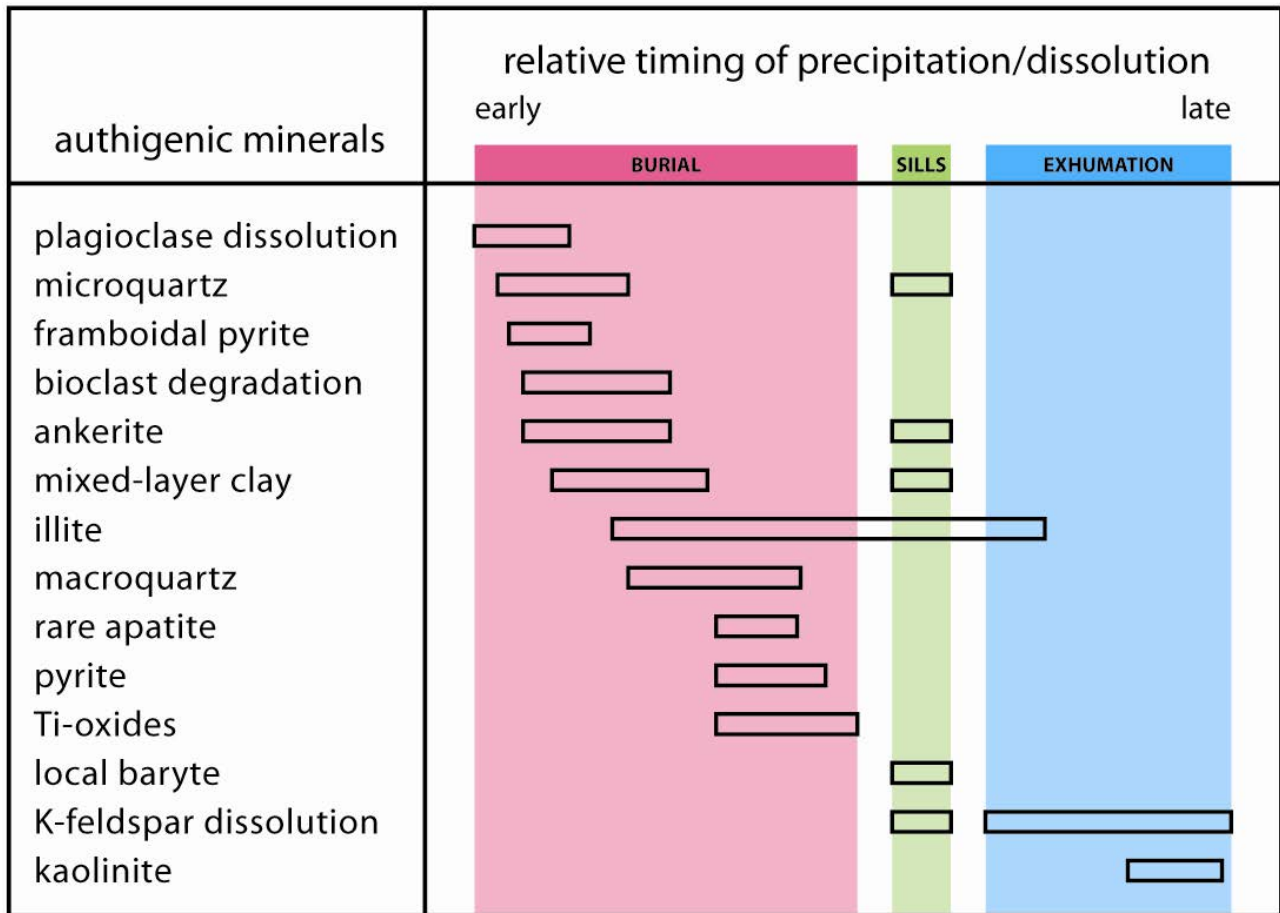 relative timing of precipitation/dissolution
early late
authigenic minerals
BURIAL SILLS EXHUMATION
plagioclase dissolution
microquartz
framboidal pyrite
bioclast degradation
ankerite
mixed-layer clay
illite
macroquartz
rare apatite
pyrite
Ti-oxides
local baryte
K-feldspar dissolution
kaolinite